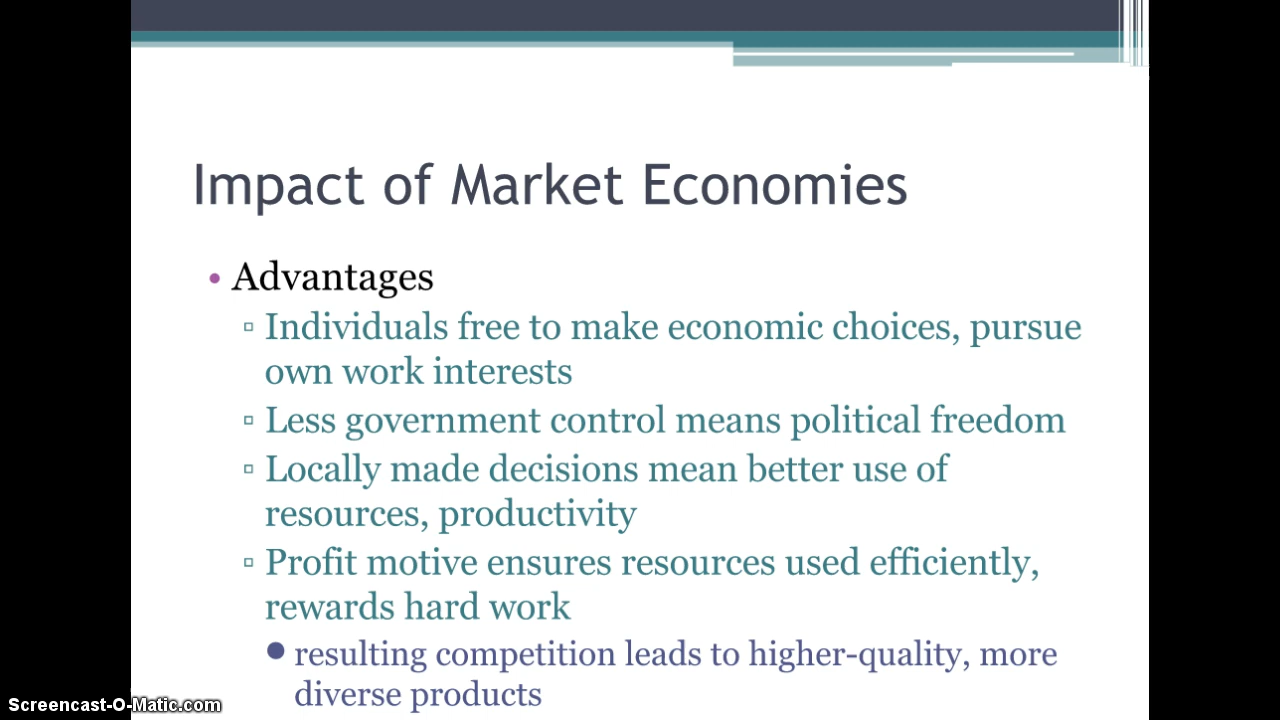 Impact of Market Economies
• Advantages
▫ Individuals free to make economic choices, pursue
own work interests
▫ Less government control means political freedom
▫ Locally made decisions mean better use of
resources, productivity
▫ Profit motive ensures resources used efficiently,
rewards hard work
● resulting competition leads to higher-quality, more
diverse products
Screencast-O-Matic.com